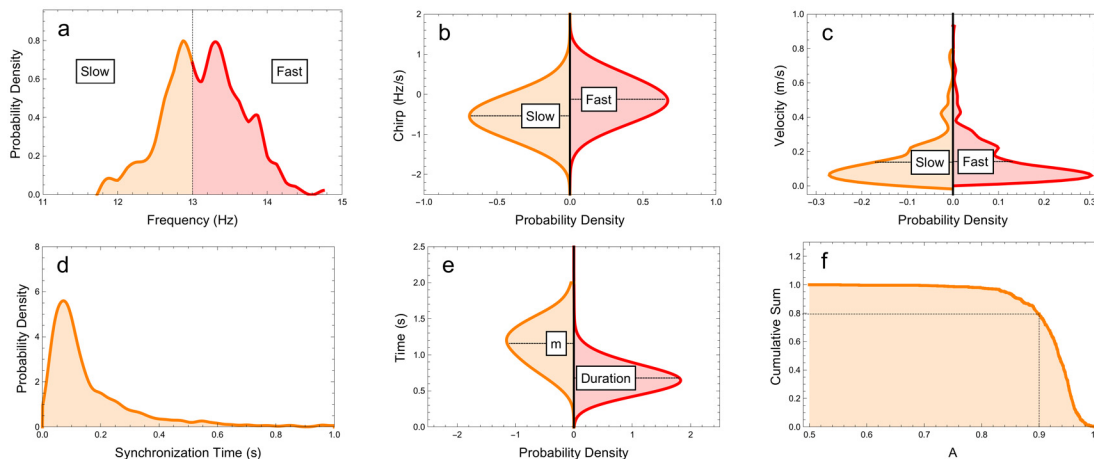 a
Slow
Fast
Probability Density
0.0
0.2
0.4
0.6
0.8
1.0
11
12
13
14
15
Frequency (Hz)
b
Slow
Fast
Chirp (Hz/s)
2
1
0
-1
-2
-1.0
-0.5
0.0
0.5
1.0
Probability Density
c
Slow
Fast
Velocity (m/s)
1.0
0.8
0.6
0.4
0.2
0.0
-0.3
-0.2
-0.1
0.0
0.1
0.2
0.3
Probability Density
d
Probability Density
8
6
4
2
0
0.0
0.2
0.4
0.6
0.8
1.0
Synchronization Time (s)
e
m
Duration
Time (s)
2.5
2.0
1.5
1.0
0.5
0.0
-2
-1
0
1
2
Probability Density
f
Cumulative Sum
1.2
1.0
0.8
0.6
0.4
0.2
0.0
0.5
0.6
0.7
0.8
0.9
A